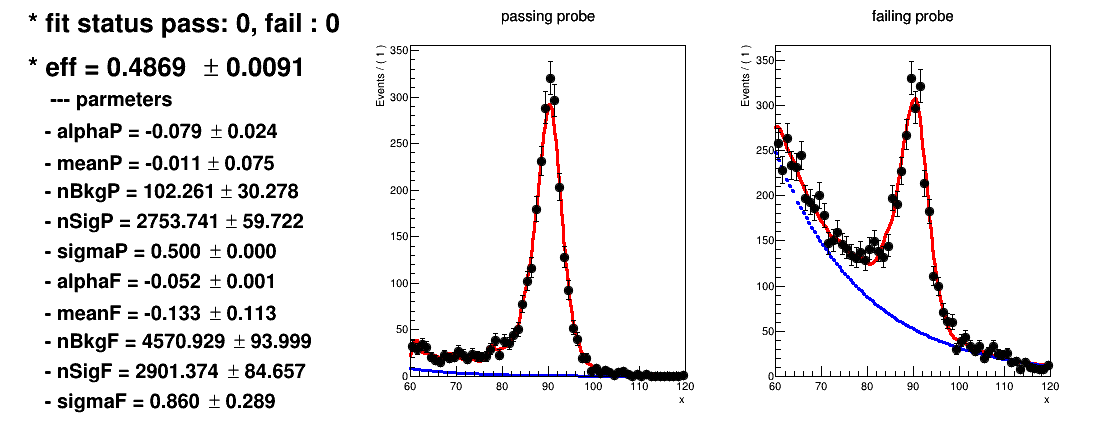 * fit status pass: 0, fail : 0
* eff = 0.4869 ± 0.0091
--- parmeters
- alphaP = -0.079 ± 0.024
- meanP = -0.011 ± 0.075
- nBkgP = 102.261 ± 30.278
- nSigP = 2753.741 ± 59.722
- sigmaP = 0.500 ± 0.000
- alphaF = -0.052 ± 0.001
- meanF = -0.133 ± 0.113
- nBkgF = 4570.929 ± 93.999
- nSigF = 2901.374 ± 84.657
- sigmaF = 0.860 ± 0.289
passing probe
Events / ( 1 )
350
300
250
200
150
100
50
0
60 70 80 90 100 110 120
x
failing probe
Events / ( 1 )
350
300
250
200
150
100
50
0
60 70 80 90 100 110 120
x